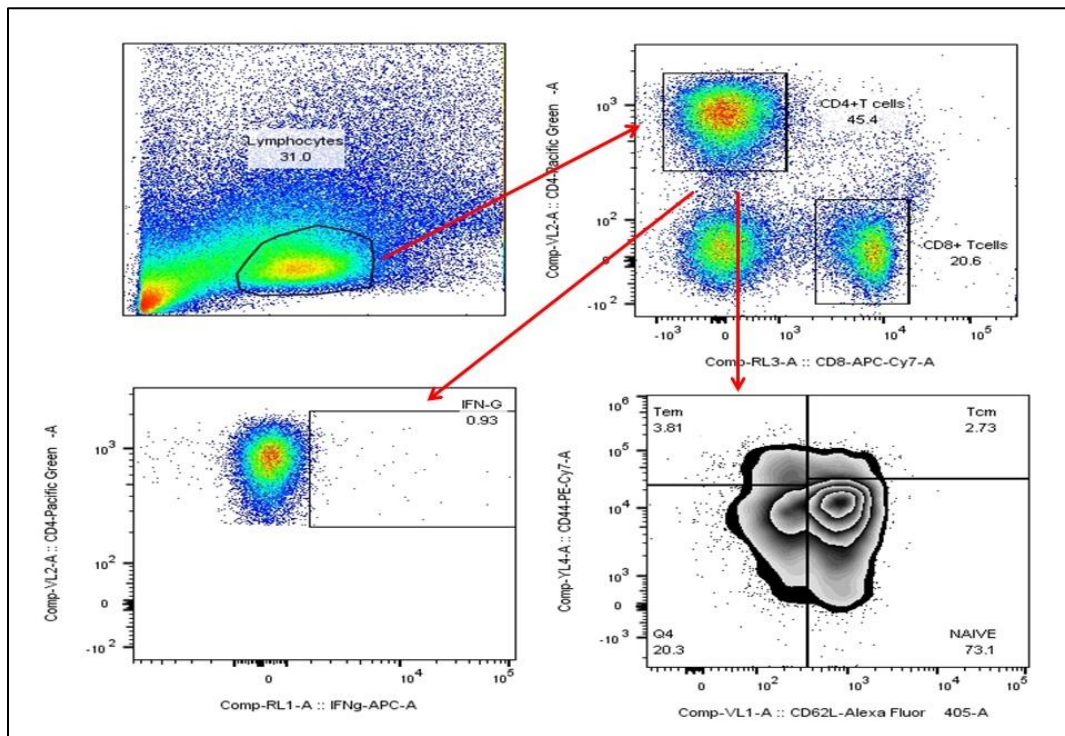 Lymphocytes
31.0
Comp-VL2-A :: CD4-Pacific Green -A
10³
10²
0
-10²
CD4+T cells
45.4
CD8+ Tcells
20.6
-10³ 10³ 10⁴ 10⁵
Comp-RL3-A :: CD8-APC-Cy7-A
Comp-VL2-A :: CD4-Pacific Green -A
10³
10²
0
-10²
IFN-G
0.93
0 10⁴ 10⁵
Comp-RL1-A :: IFNg-APC-A
Comp-YL4-A :: CD44-PE-Cy7-A
10⁶
10⁵
10⁴
10³
0
-10³
Tem
3.81
Tcm
2.73
Q4
20.3
NAIVE
73.1
0 10² 10³ 10⁴ 10⁵
Comp-VL1-A :: CD62L-Alexa Fluor 405-A